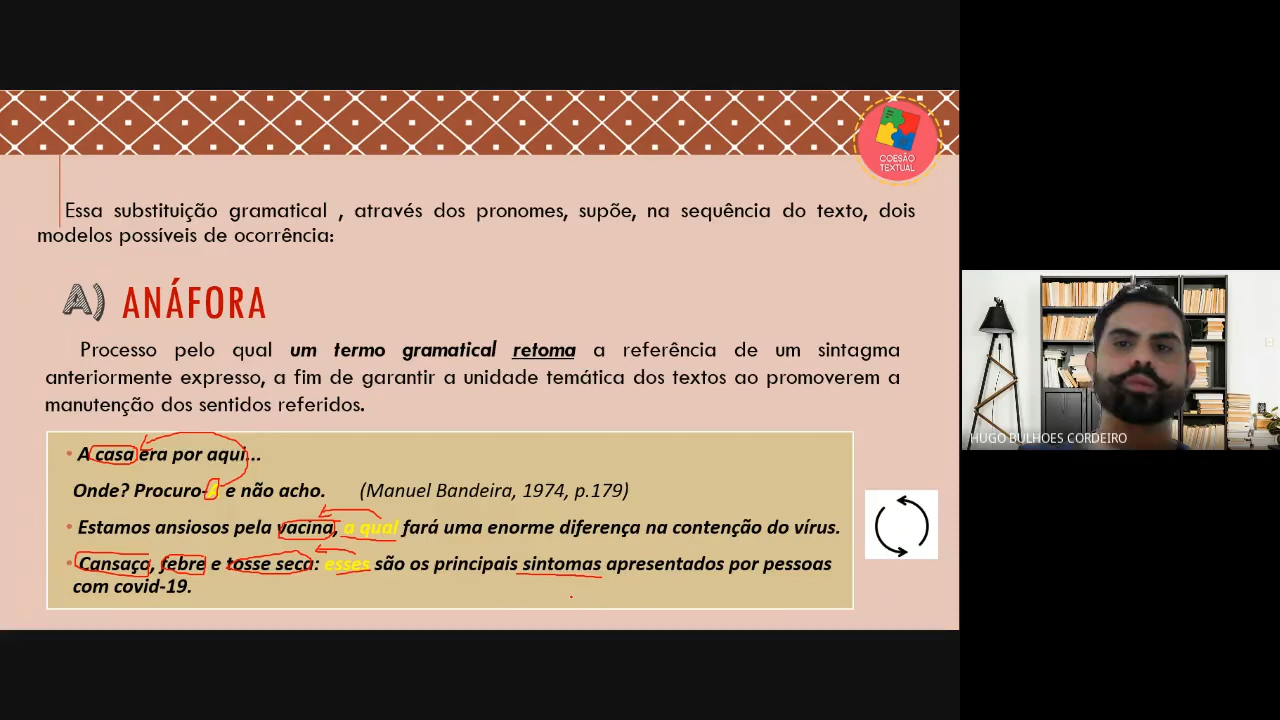 COESÃO
TEXTUAL
Essa substituição gramatical , através dos pronomes, supõe, na sequência do texto, dois
modelos possíveis de ocorrência:
A) ANÁFORA
Processo pelo qual um termo gramatical retoma a referência de um sintagma
anteriormente expresso, a fim de garantir a unidade temática dos textos ao promoverem a
manutenção dos sentidos referidos.
• A casa era por aqui...
Onde? Procuro-a e não acho. (Manuel Bandeira, 1974, p.179)
• Estamos ansiosos pela vacina, a qual fará uma enorme diferença na contenção do vírus.
• Cansaço, febre e tosse seca: esses são os principais sintomas apresentados por pessoas
com covid-19.
HUGO BULHOES CORDEIRO